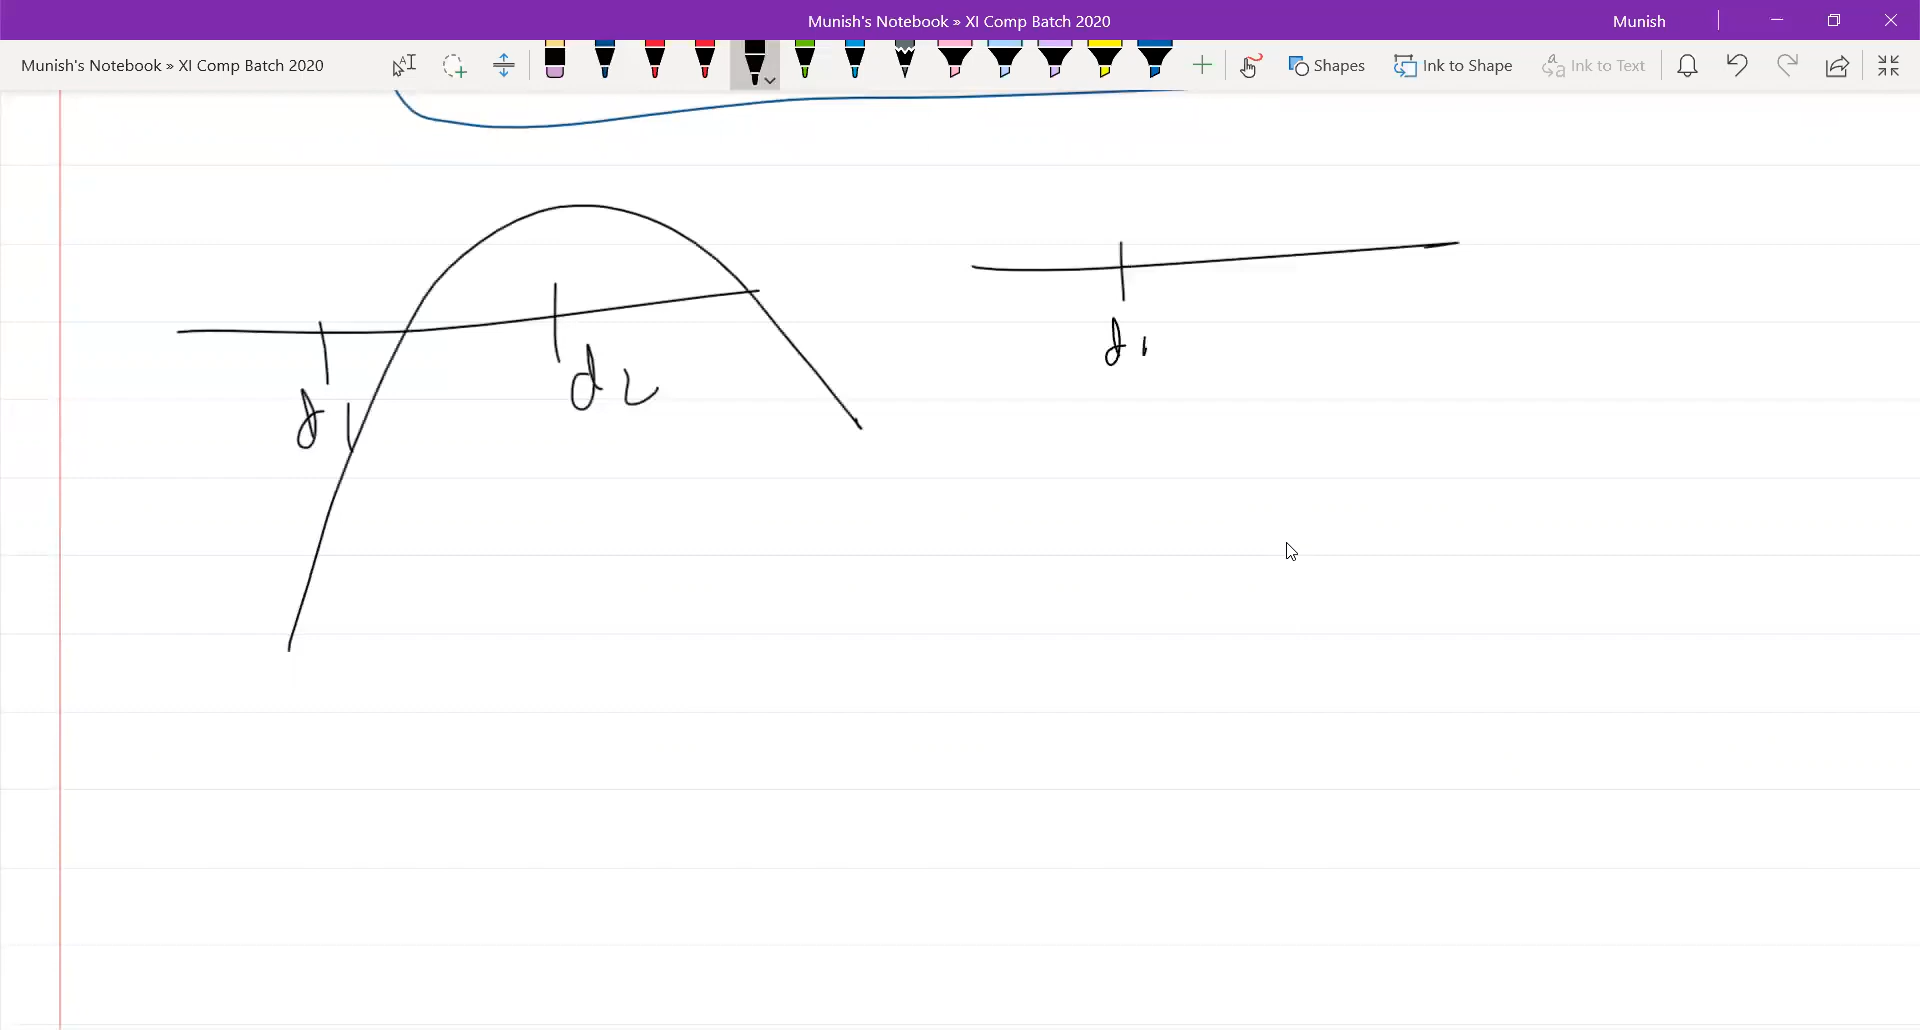 Munish's Notebook » XI Comp Batch 2020
Munish
Munish's Notebook » XI Comp Batch 2020
Shapes
Ink to Shape
Ink to Text
d1
d2
d1